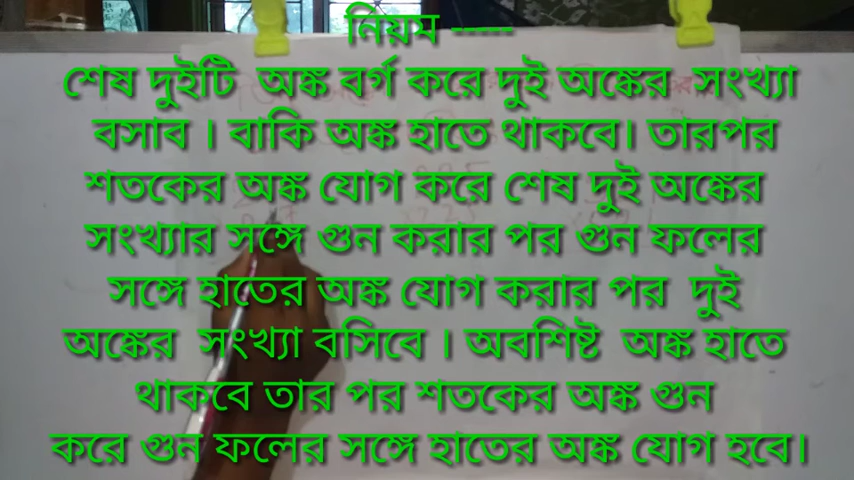 নিয়ম -----
শেষ দুইটি অঙ্ক বর্গ করে দুই অঙ্কের সংখ্যা
বসাব । বাকি অঙ্ক হাতে থাকবে। তারপর
শতকের অঙ্ক যোগ করে শেষ দুই অঙ্কের
সংখ্যার সঙ্গে গুন করার পর গুন ফলের
সঙ্গে হাতের অঙ্ক যোগ করার পর দুই
অঙ্কের সংখ্যা বসিবে । অবশিষ্ট অঙ্ক হাতে
থাকবে তার পর শতকের অঙ্ক গুন
করে গুন ফলের সঙ্গে হাতের অঙ্ক যোগ হবে।